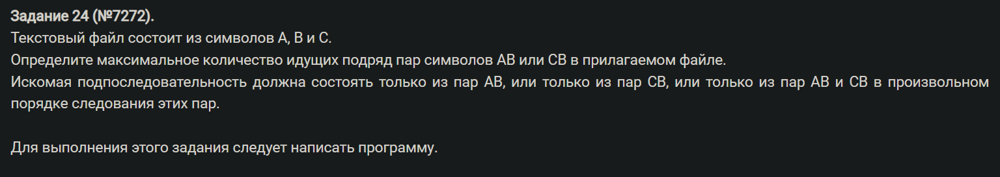 Задание 24 (№7272).
Текстовый файл состоит из символов A, B и C.
Определите максимальное количество идущих подряд пар символов AB или CB в прилагаемом файле.
Искомая подпоследовательность должна состоять только из пар AB, или только из пар CB, или только из пар AB и CB в произвольном
порядке следования этих пар.
Для выполнения этого задания следует написать программу.